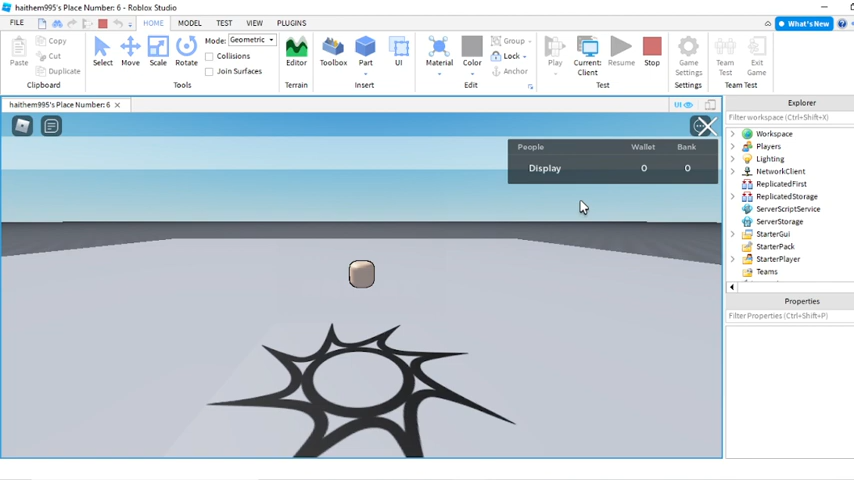 haithem995's Place Number: 6 - Roblox Studio
FILE HOME MODEL TEST VIEW PLUGINS What's New
Paste Copy Cut Duplicate Clipboard
Select Move Scale Rotate Mode: Geometric Collisions Join Surfaces Tools
Editor Terrain
Toolbox Part UI Insert
Material Color Group Lock Anchor Edit
Play Current: Client Resume Stop Test
Game Settings Settings
Team Test Exit Game Team Test
haithem995's Place Number: 6
UI
People Wallet Bank
Display 0 0
Explorer
Filter workspace (Ctrl+Shift+X)
Workspace
Players
Lighting
NetworkClient
ReplicatedFirst
ReplicatedStorage
ServerScriptService
ServerStorage
StarterGui
StarterPack
StarterPlayer
Teams
Properties
Filter Properties (Ctrl+Shift+P)